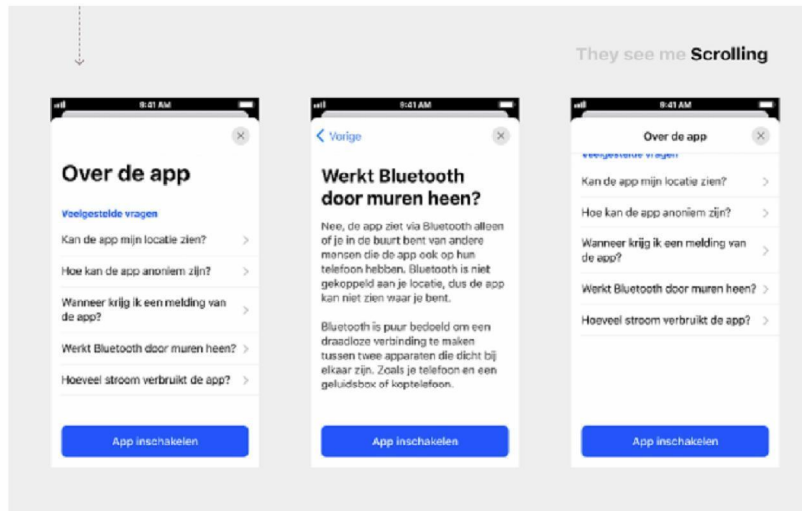 They see me Scrolling
9:41 AM
Over de app
Veelgestelde vragen
Kan de app mijn locatie zien?
Hoe kan de app anoniem zijn?
Wanneer krijg ik een melding van
de app?
Werkt Bluetooth door muren heen?
Hoeveel stroom verbruikt de app?
App inschakelen
9:41 AM
Vorige
Werkt Bluetooth
door muren heen?
Nee, de app ziet via Bluetooth alleen
of je in de buurt bent van andere
mensen die de app ook op hun
telefoon hebben. Bluetooth is niet
gekoppeld aan je locatie, dus de app
kan niet zien waar je bent.
Bluetooth is puur bedoeld om een
draadloze verbinding te maken
tussen twee apparaten die dicht bij
elkaar zijn. Zoals je telefoon en een
geluidsbox of koptelefoon.
App inschakelen
9:41 AM
Over de app
Veelgestelde vragen
Kan de app mijn locatie zien?
Hoe kan de app anoniem zijn?
Wanneer krijg ik een melding van
de app?
Werkt Bluetooth door muren heen?
Hoeveel stroom verbruikt de app?
App inschakelen